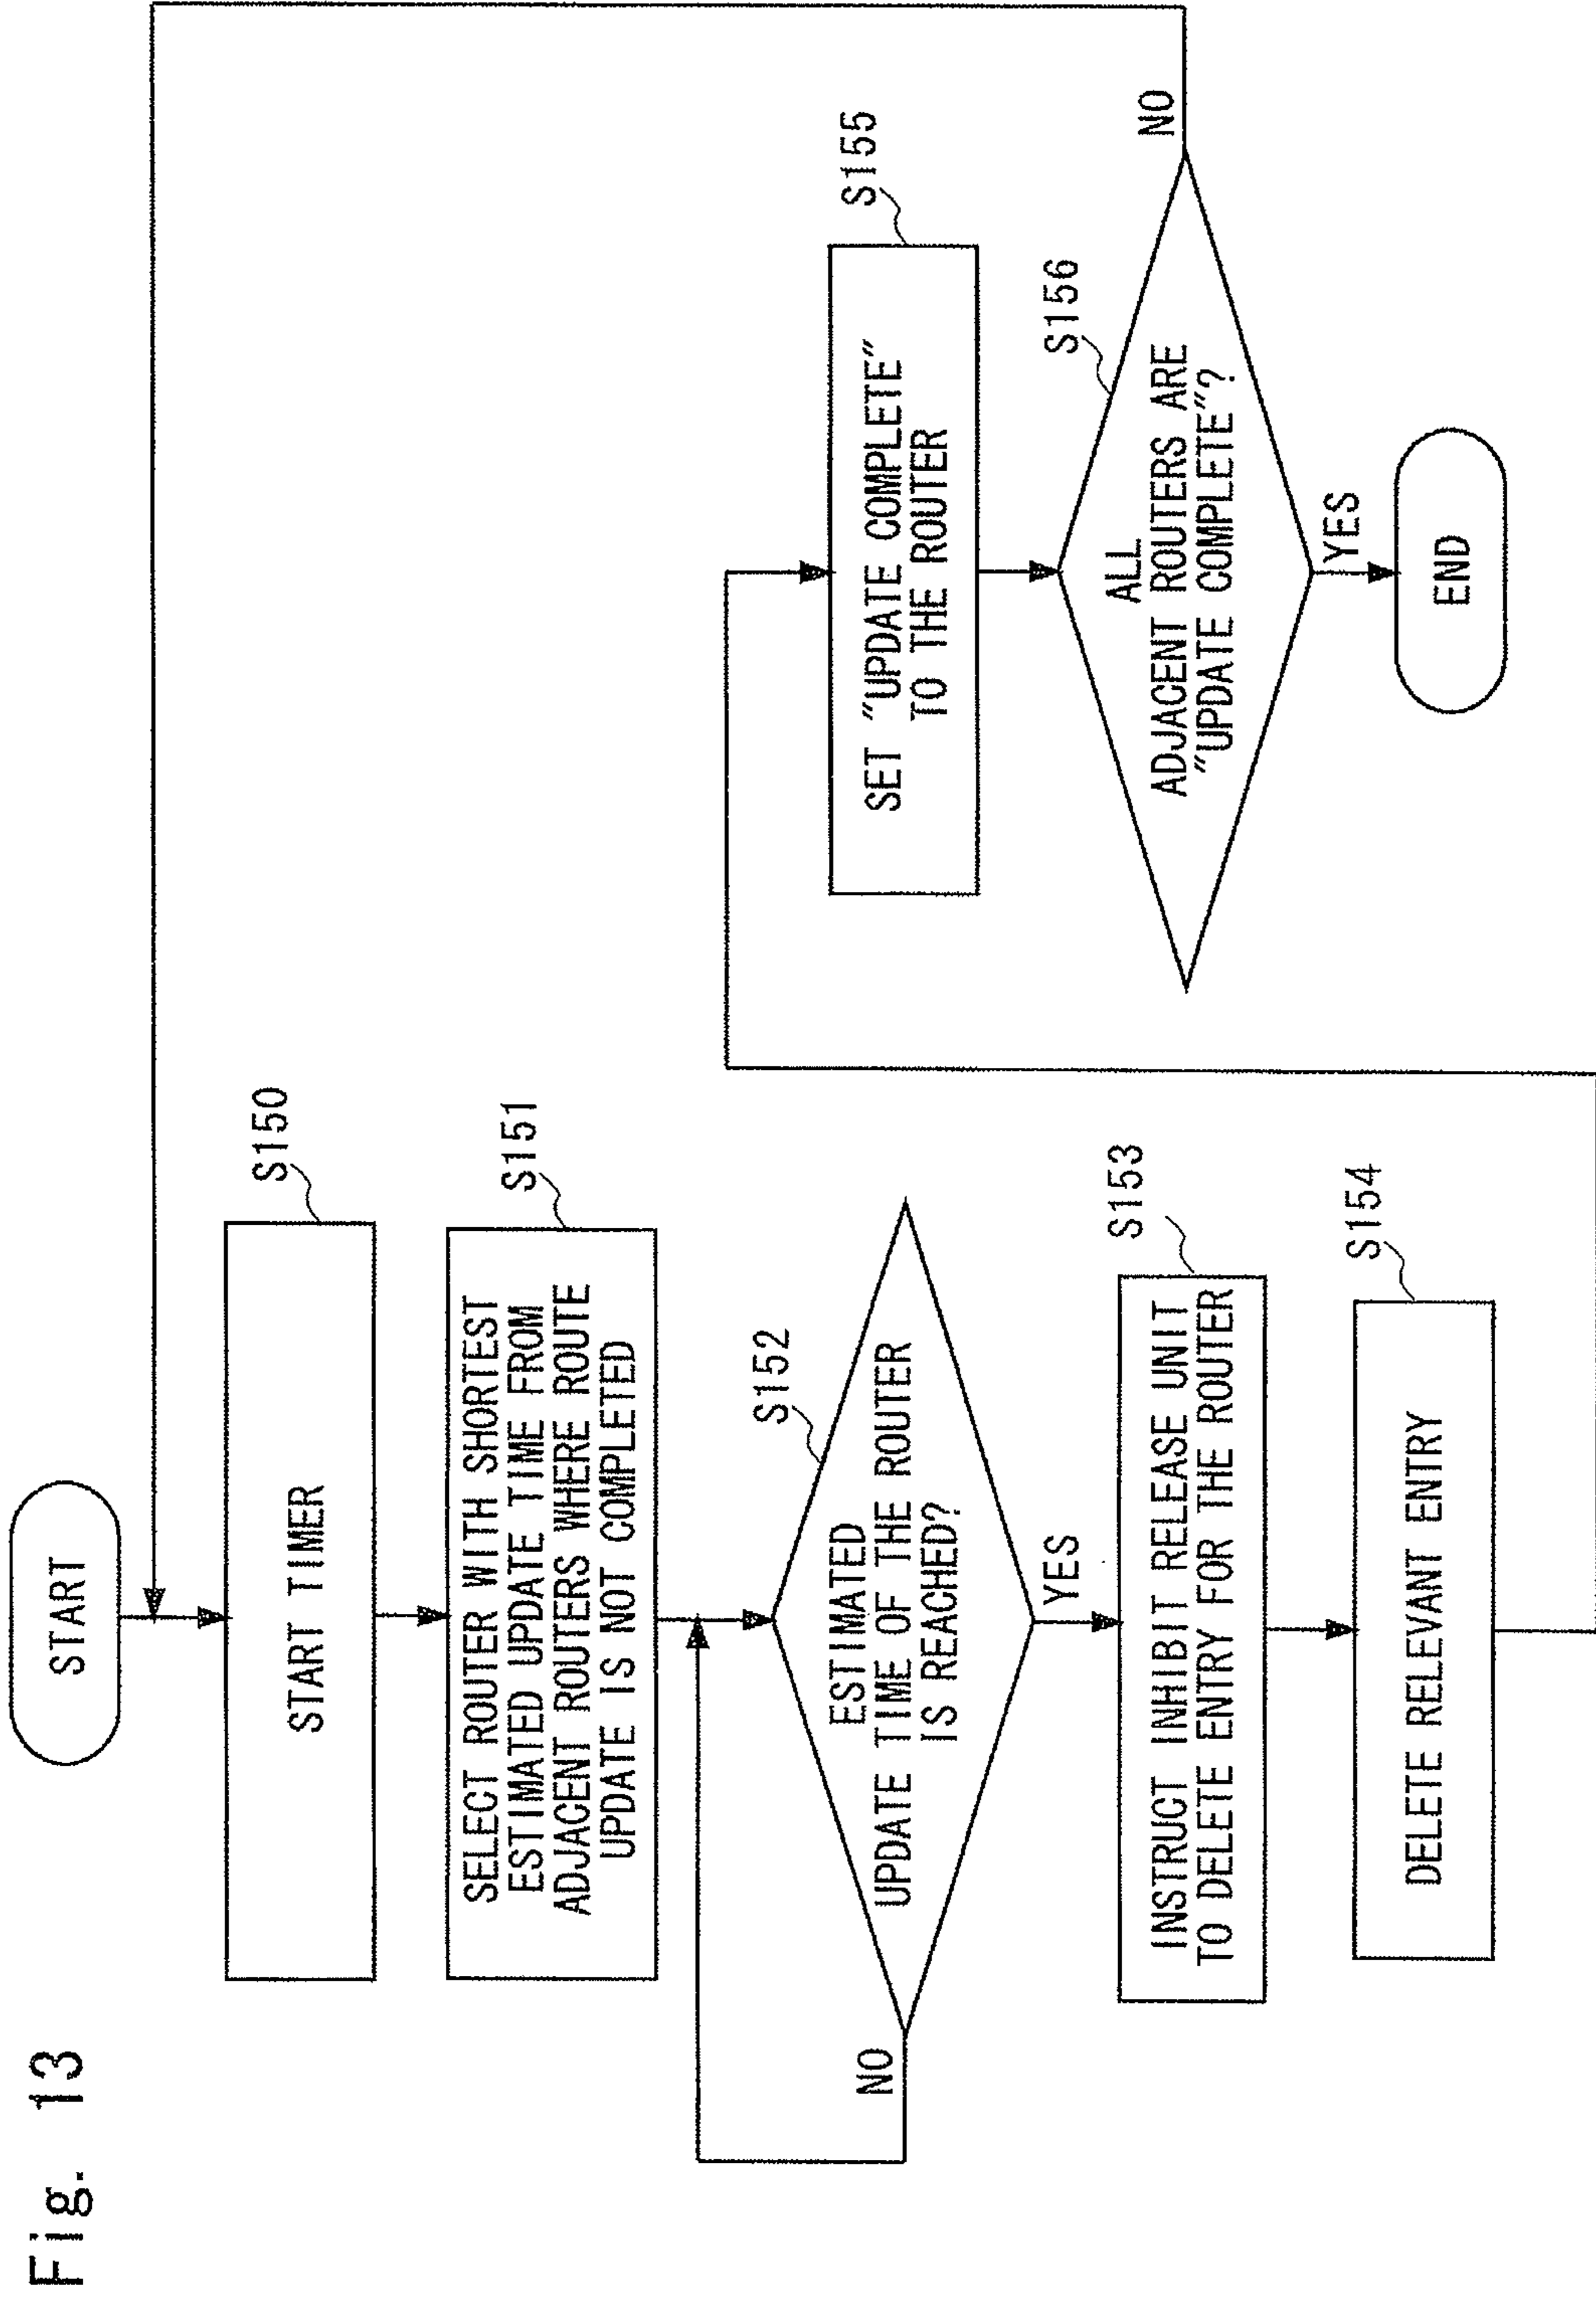 Fig. 13
START
START TIMER
S150
SELECT ROUTER WITH SHORTEST
ESTIMATED UPDATE TIME FROM
ADJACENT ROUTERS WHERE ROUTE
UPDATE IS NOT COMPLETED
S151
ESTIMATED
UPDATE TIME OF THE ROUTER
IS REACHED?
S152
NO
YES
INSTRUCT INHIBIT RELEASE UNIT
TO DELETE ENTRY FOR THE ROUTER
S153
DELETE RELEVANT ENTRY
S154
SET "UPDATE COMPLETE"
TO THE ROUTER
S155
ALL
ADJACENT ROUTERS ARE
"UPDATE COMPLETE"?
S156
NO
YES
END